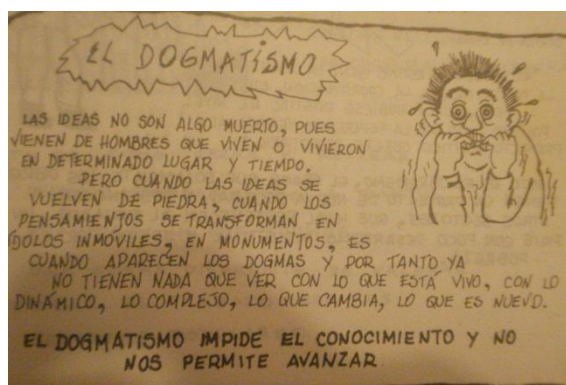 EL DOGMATISMO
LAS IDEAS NO SON ALGO MUERTO, PUES
VIENEN DE HOMBRES QUE VIVEN O VIVIERON
EN DETERMINADO LUGAR Y TIEMPO.
PERO CUANDO LAS IDEAS SE
VUELVEN DE PIEDRA, CUANDO LOS
PENSAMIENTOS SE TRANSFORMAN EN
ÍDOLOS INMÓVILES, EN MONUMENTOS, ES
CUANDO APARECEN LOS DOGMAS Y POR TANTO YA
NO TIENEN NADA QUE VER CON LO QUE ESTÁ VIVO, CON LO
DINÁMICO, LO COMPLEJO, LO QUE CAMBIA, LO QUE ES NUEVO.
EL DOGMATISMO IMPIDE EL CONOCIMIENTO Y NO
NOS PERMITE AVANZAR